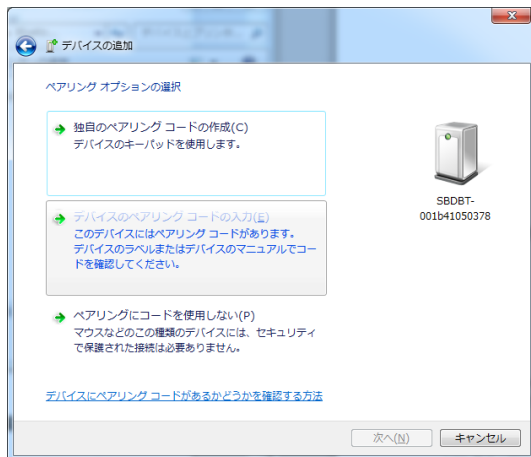 デバイスの追加
ペアリング オプションの選択
独自のペアリング コードの作成(C)
デバイスのキーパッドを使用します。
デバイスのペアリング コードの入力(E)
このデバイスにはペアリング コードがあります。
デバイスのラベルまたはデバイスのマニュアルでコー
ドを確認してください。
ペアリングにコードを使用しない(P)
マウスなどのこの種類のデバイスには、セキュリティ
で保護された接続は必要ありません。
SBDBT-
001b41050378
デバイスにペアリング コードがあるかどうかを確認する方法
次へ(N)
キャンセル